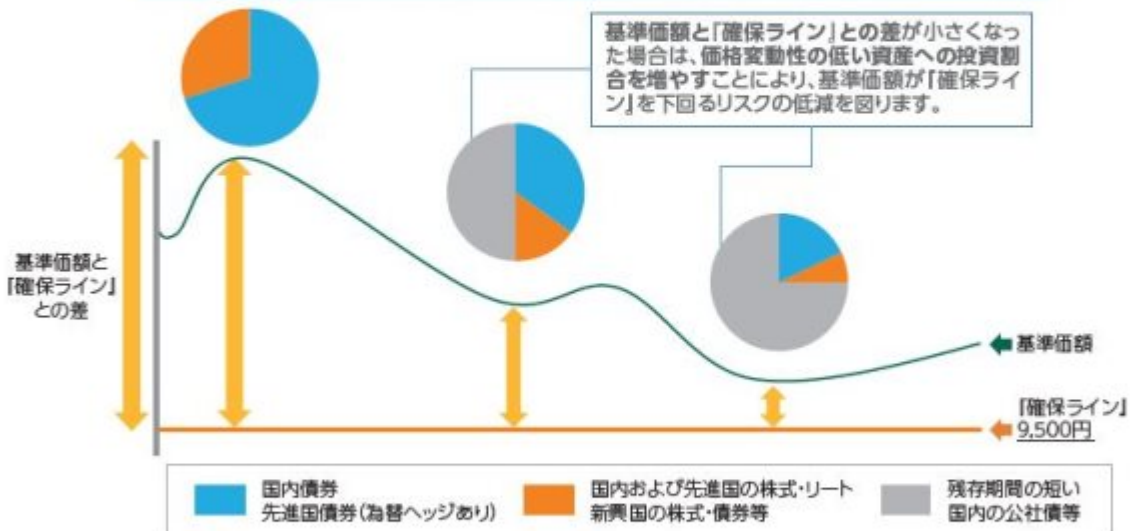 基準価額と『確保ライン』との差が小さくなっ
た場合は、価格変動性の低い資産への投資割
合を増やすことにより、基準価額が『確保ライ
ン』を下回るリスクの低減を図ります。
基準価額と
『確保ライン』
との差
基準価額
『確保ライン』
9,500円
国内債券
先進国債券(為替ヘッジあり)
国内および先進国の株式・リート
新興国の株式・債券等
残存期間の短い
国内の公社債等